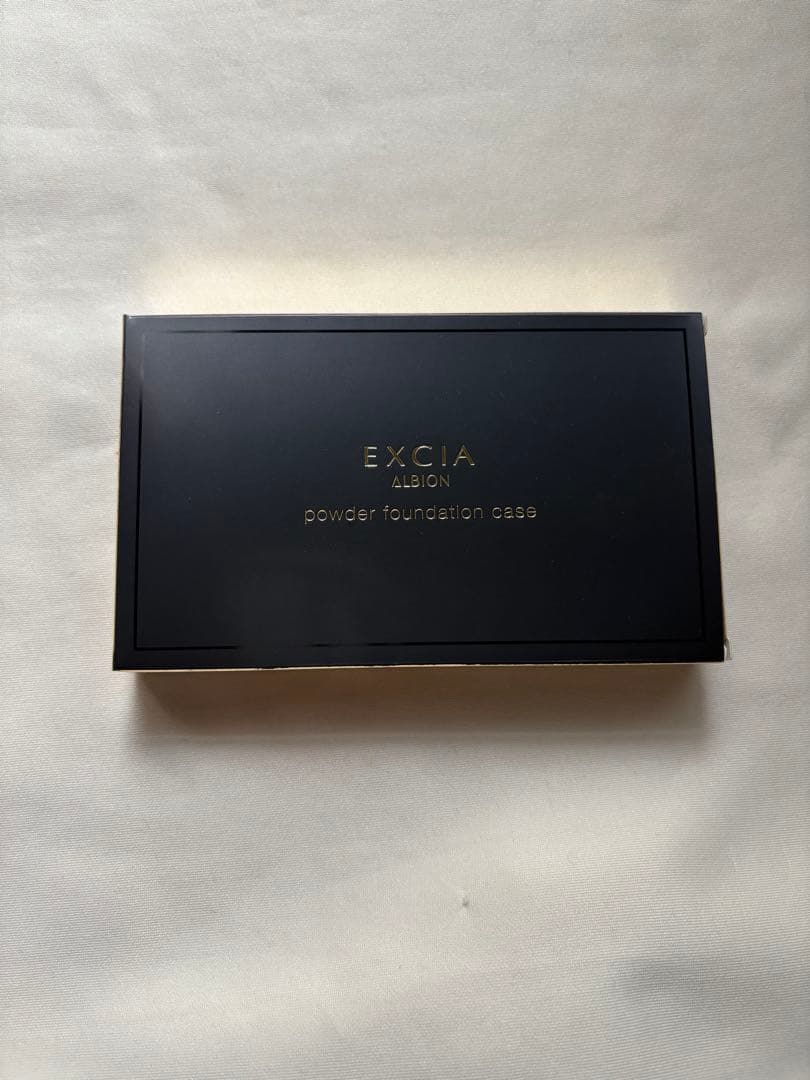 EXCIA
ALBION
powder foundation case